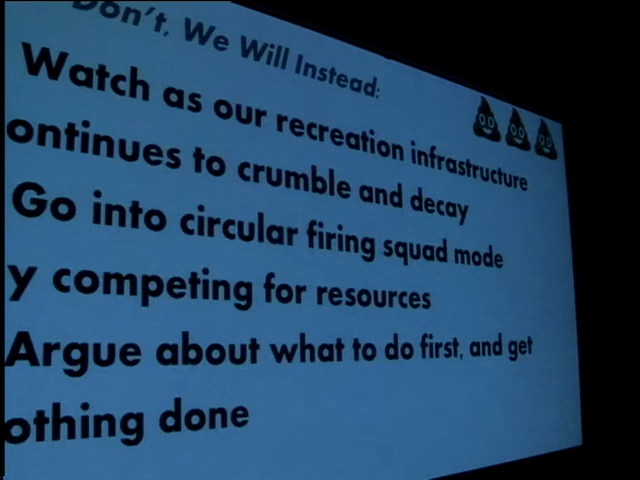 Don't, We Will Instead:
Watch as our recreation infrastructure
ontinues to crumble and decay
Go into circular firing squad mode
y competing for resources
Argue about what to do first, and get
othing done